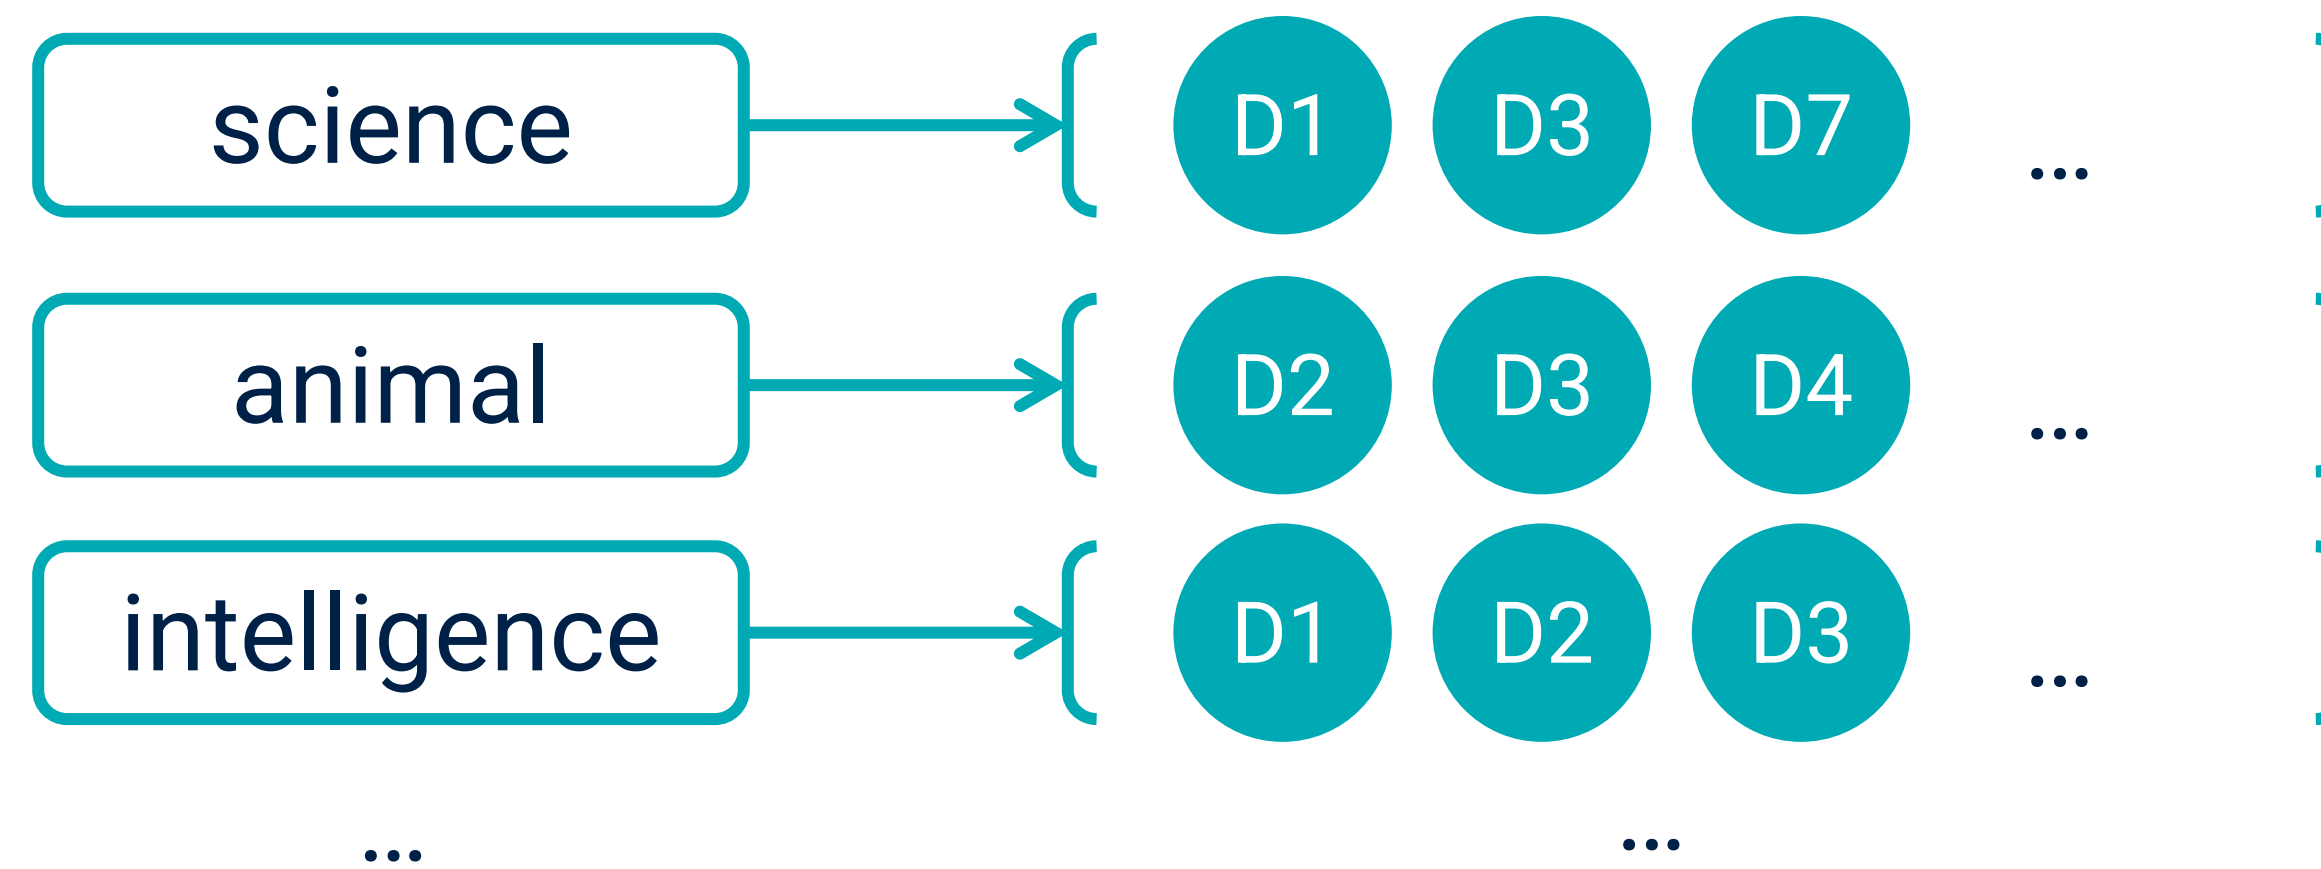 science D1 D3 D7 ...
animal D2 D3 D4 ...
intelligence D1 D2 D3 ...
... ...